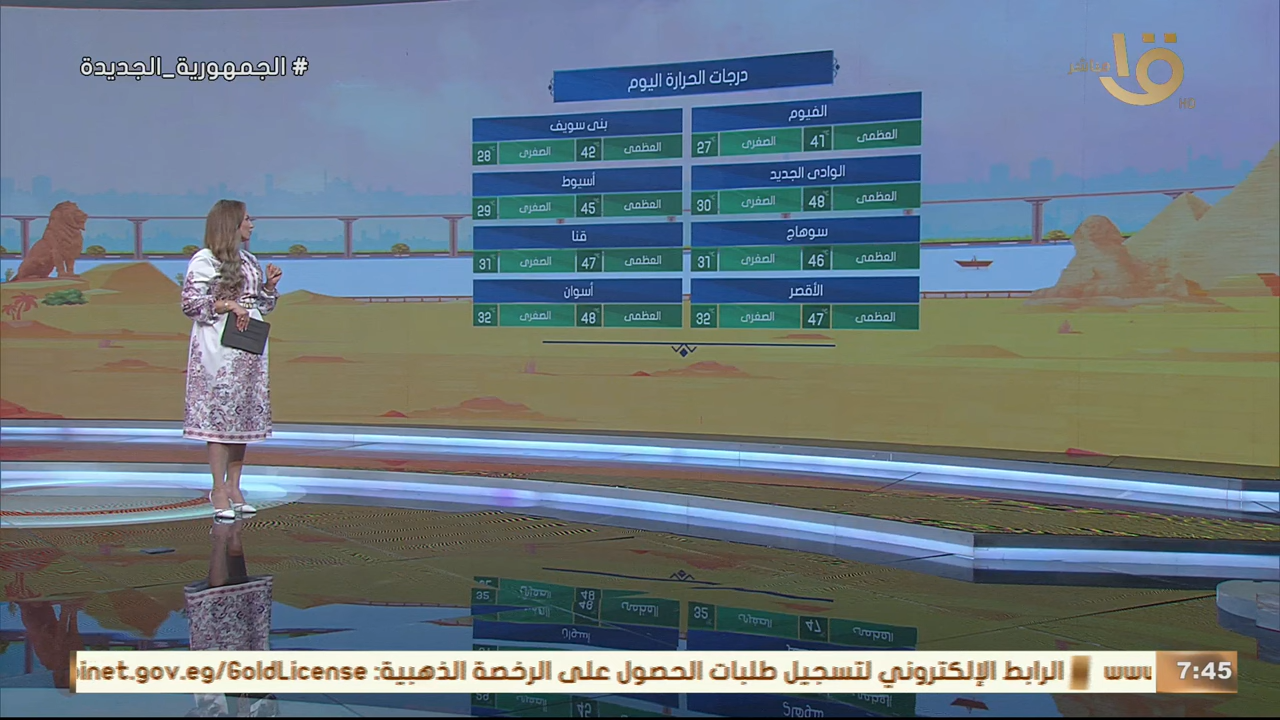 #الجمهورية_الجديدة
HD
درجات الحرارة اليوم
الفيوم
العظمى 41 الصغرى 27
بنى سويف
العظمى 42 الصغرى 28
الوادى الجديد
العظمى 48 الصغرى 30
أسيوط
العظمى 45 الصغرى 29
سوهاج
العظمى 46 الصغرى 31
قنا
العظمى 47 الصغرى 31
الأقصر
العظمى 47 الصغرى 32
أسوان
العظمى 48 الصغرى 32
الرابط الإلكتروني لتسجيل طلبات الحصول على الرخصة الذهبية: inet.gov.eg/GoldLicense
7:45